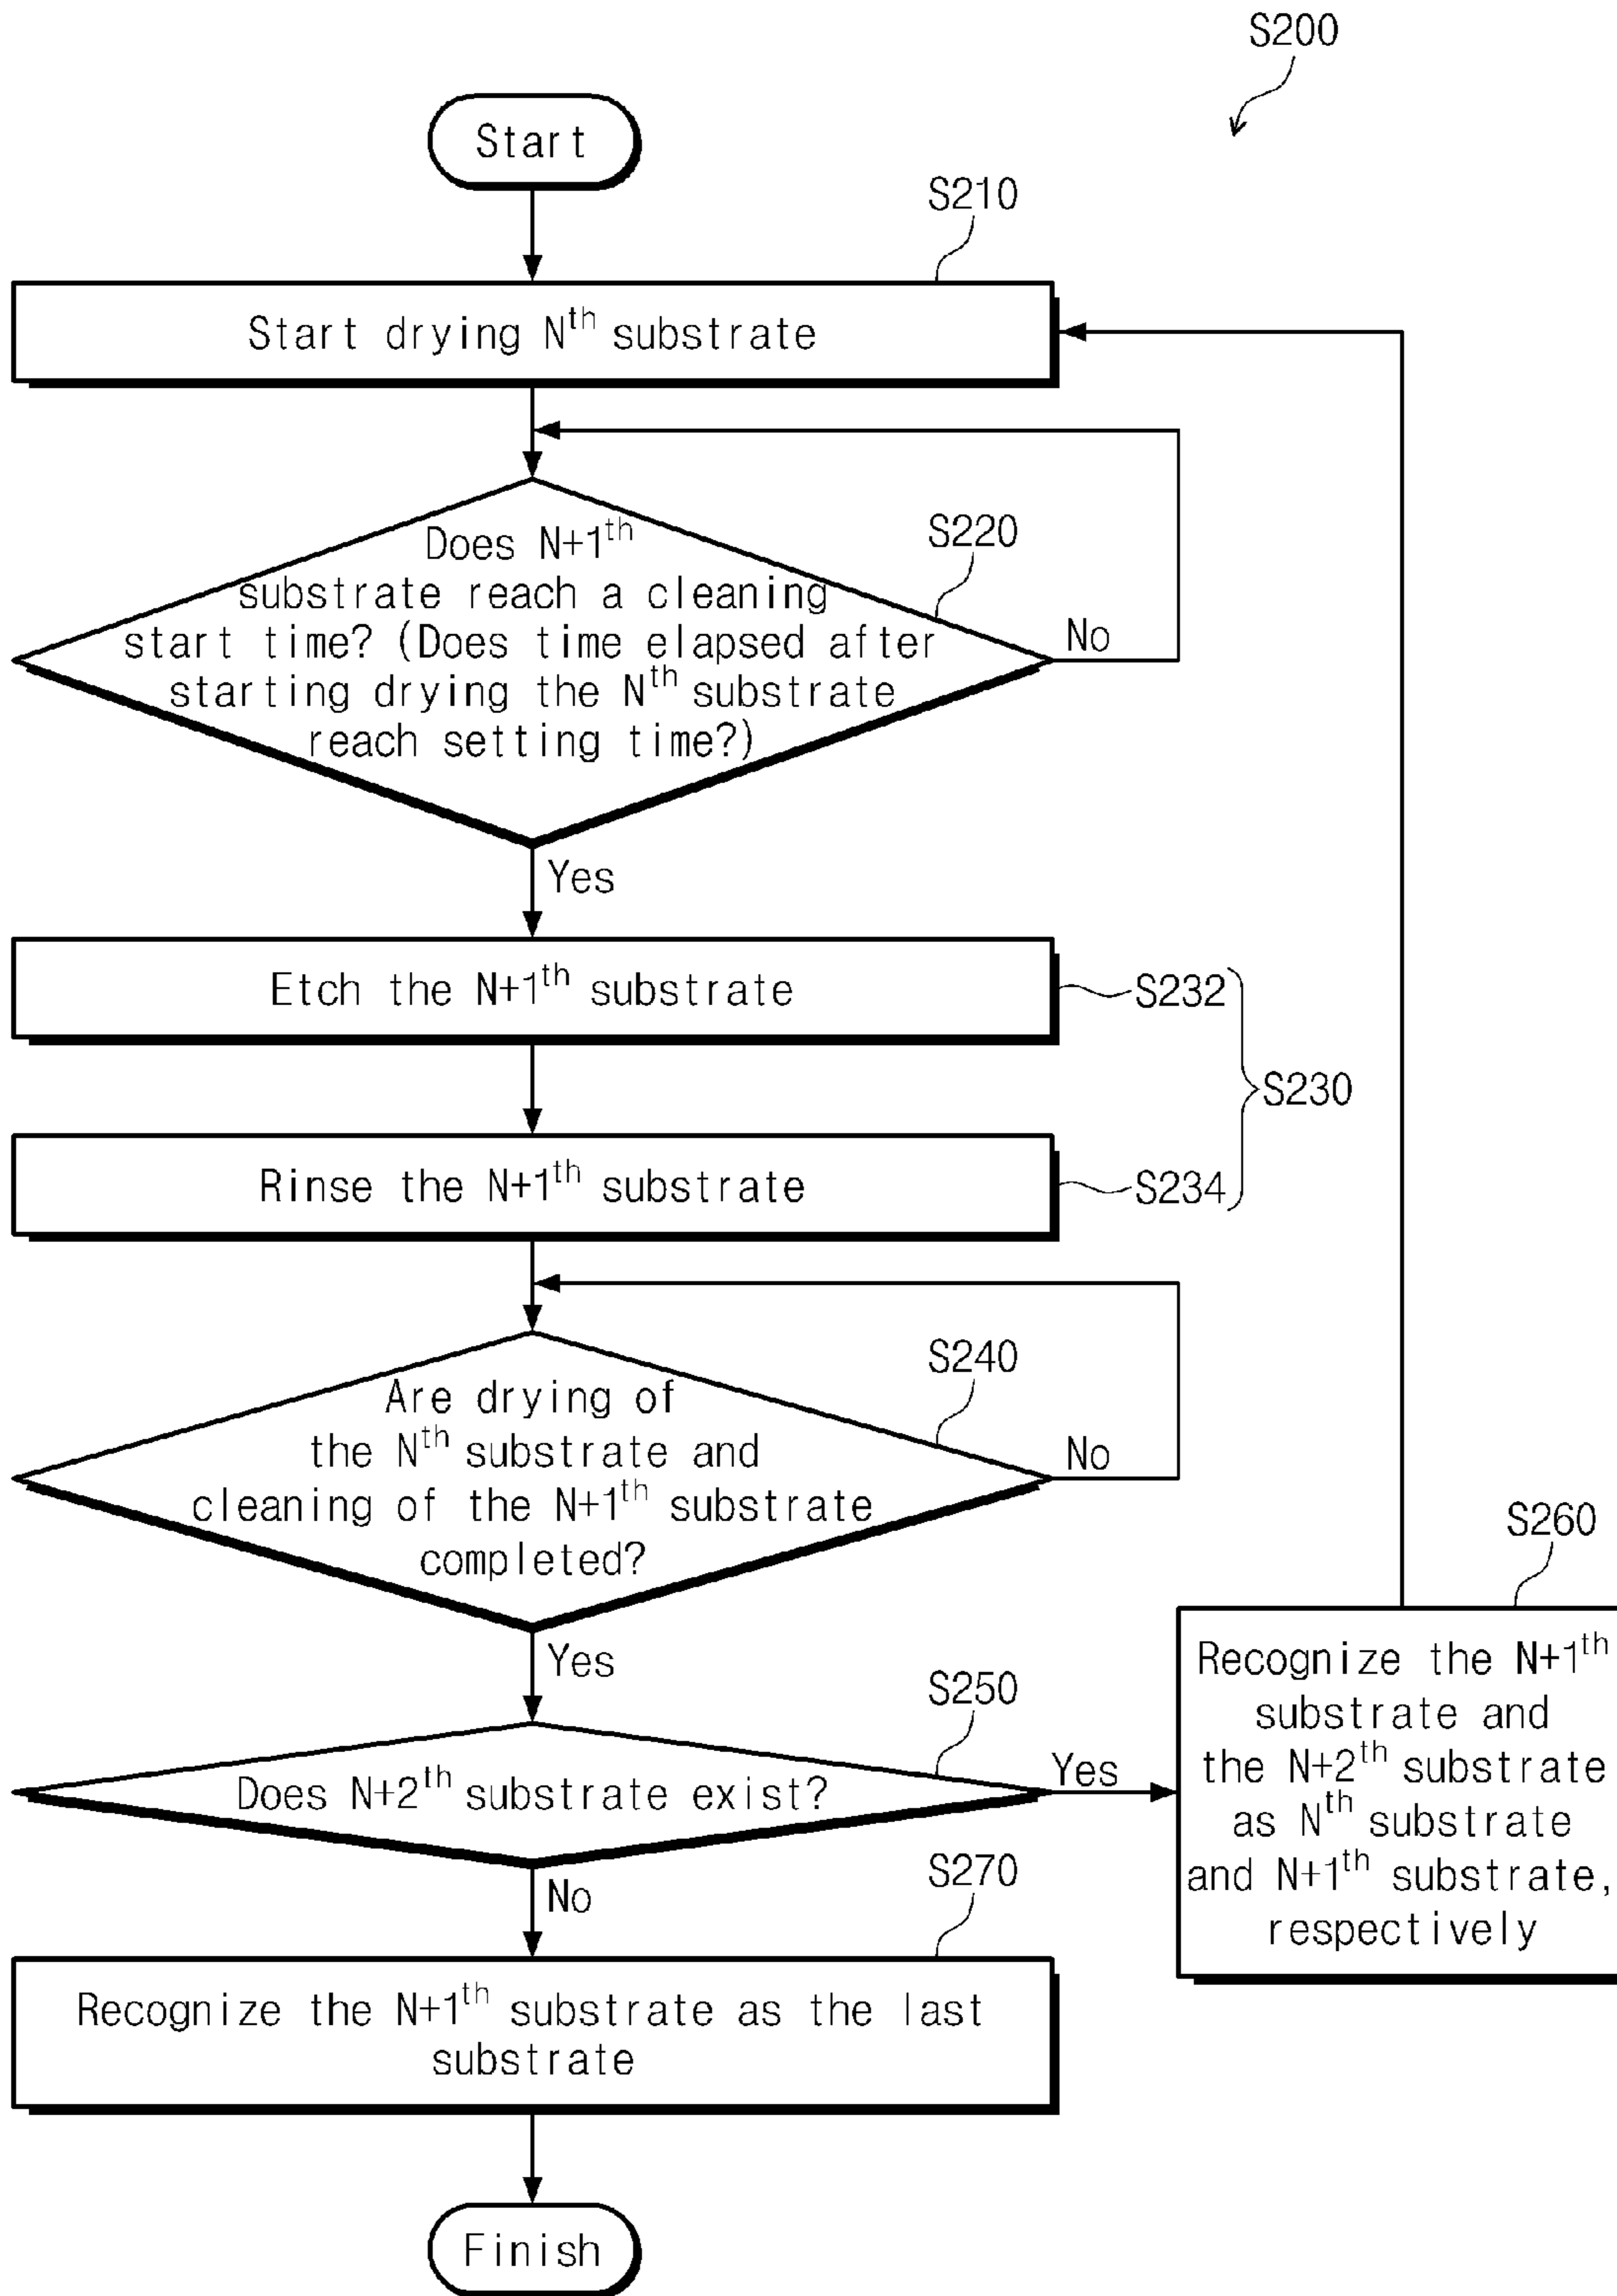 S200
Start
S210
Start drying Nth substrate
S220
Does N+1th
substrate reach a cleaning
start time? (Does time elapsed after
starting drying the Nth substrate
reach setting time?)
No
Yes
Etch the N+1th substrate
S232
S230
Rinse the N+1th substrate
S234
S240
Are drying of
the Nth substrate and
cleaning of the N+1th substrate
completed?
No
Yes
S250
Does N+2th substrate exist?
Yes
S260
Recognize the N+1th
substrate and
the N+2th substrate
as Nth substrate
and N+1th substrate,
respectively
No
S270
Recognize the N+1th substrate as the last
substrate
Finish